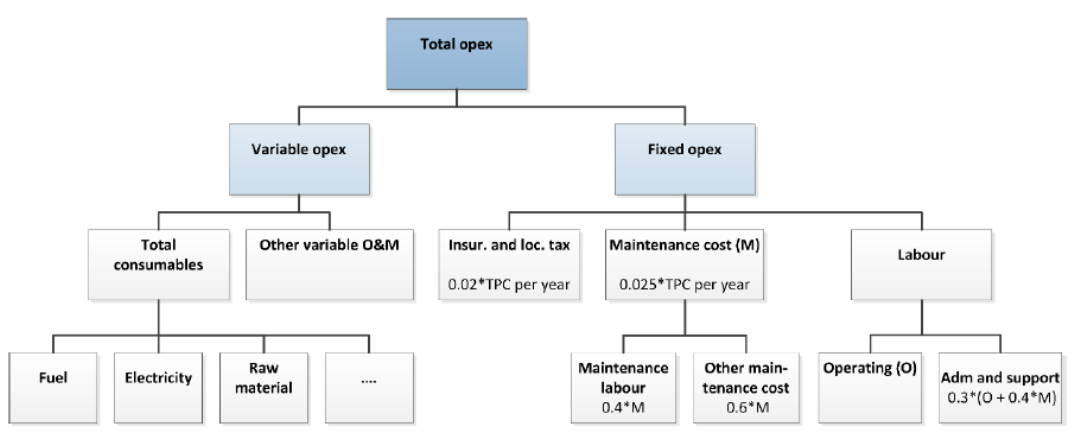 Total opex
Variable opex
Fixed opex
Total
consumables
Other variable O&M
Insur. and loc. tax
0.02*TPC per year
Maintenance cost (M)
0.025*TPC per year
Labour
Fuel
Electricity
Raw
material
....
Maintenance
labour
0.4*M
Other main-
tenance cost
0.6*M
Operating (O)
Adm and support
0.3*(O + 0.4*M)